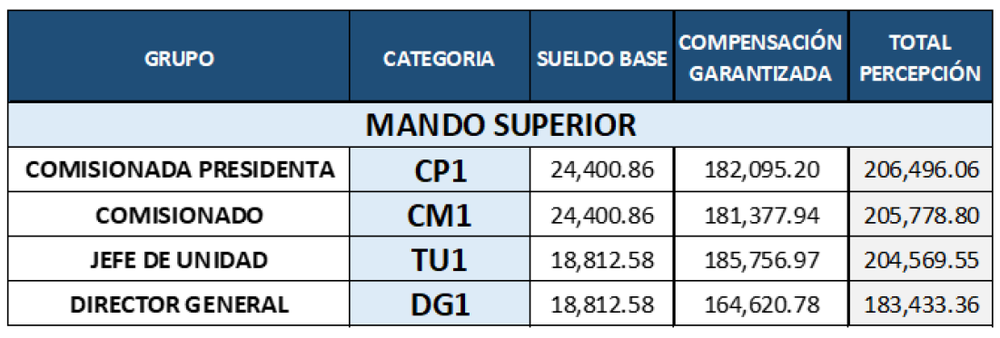 GRUPO CATEGORIA SUELDO BASE COMPENSACIÓN GARANTIZADA TOTAL PERCEPCIÓN
MANDO SUPERIOR
COMISIONADA PRESIDENTA CP1 24,400.86 182,095.20 206,496.06
COMISIONADO CM1 24,400.86 181,377.94 205,778.80
JEFE DE UNIDAD TU1 18,812.58 185,756.97 204,569.55
DIRECTOR GENERAL DG1 18,812.58 164,620.78 183,433.36